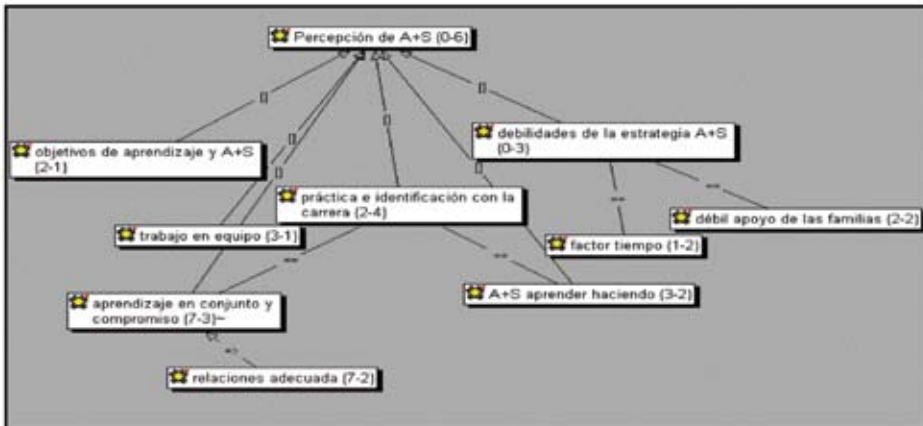 Percepción de A+S (0-6)
[]
[]
[]
[]
[]
[]
debilidades de la estrategia A+S
(0-3)
objetivos de aprendizaje y A+S
(2-1)
práctica e identificación con la
carrera (2-4)
==
==
débil apoyo de las familias (2-2)
trabajo en equipo (3-1)
factor tiempo (1-2)
==
==
A+S aprender haciendo (3-2)
aprendizaje en conjunto y
compromiso (7-3)~
=>
relaciones adecuada (7-2)